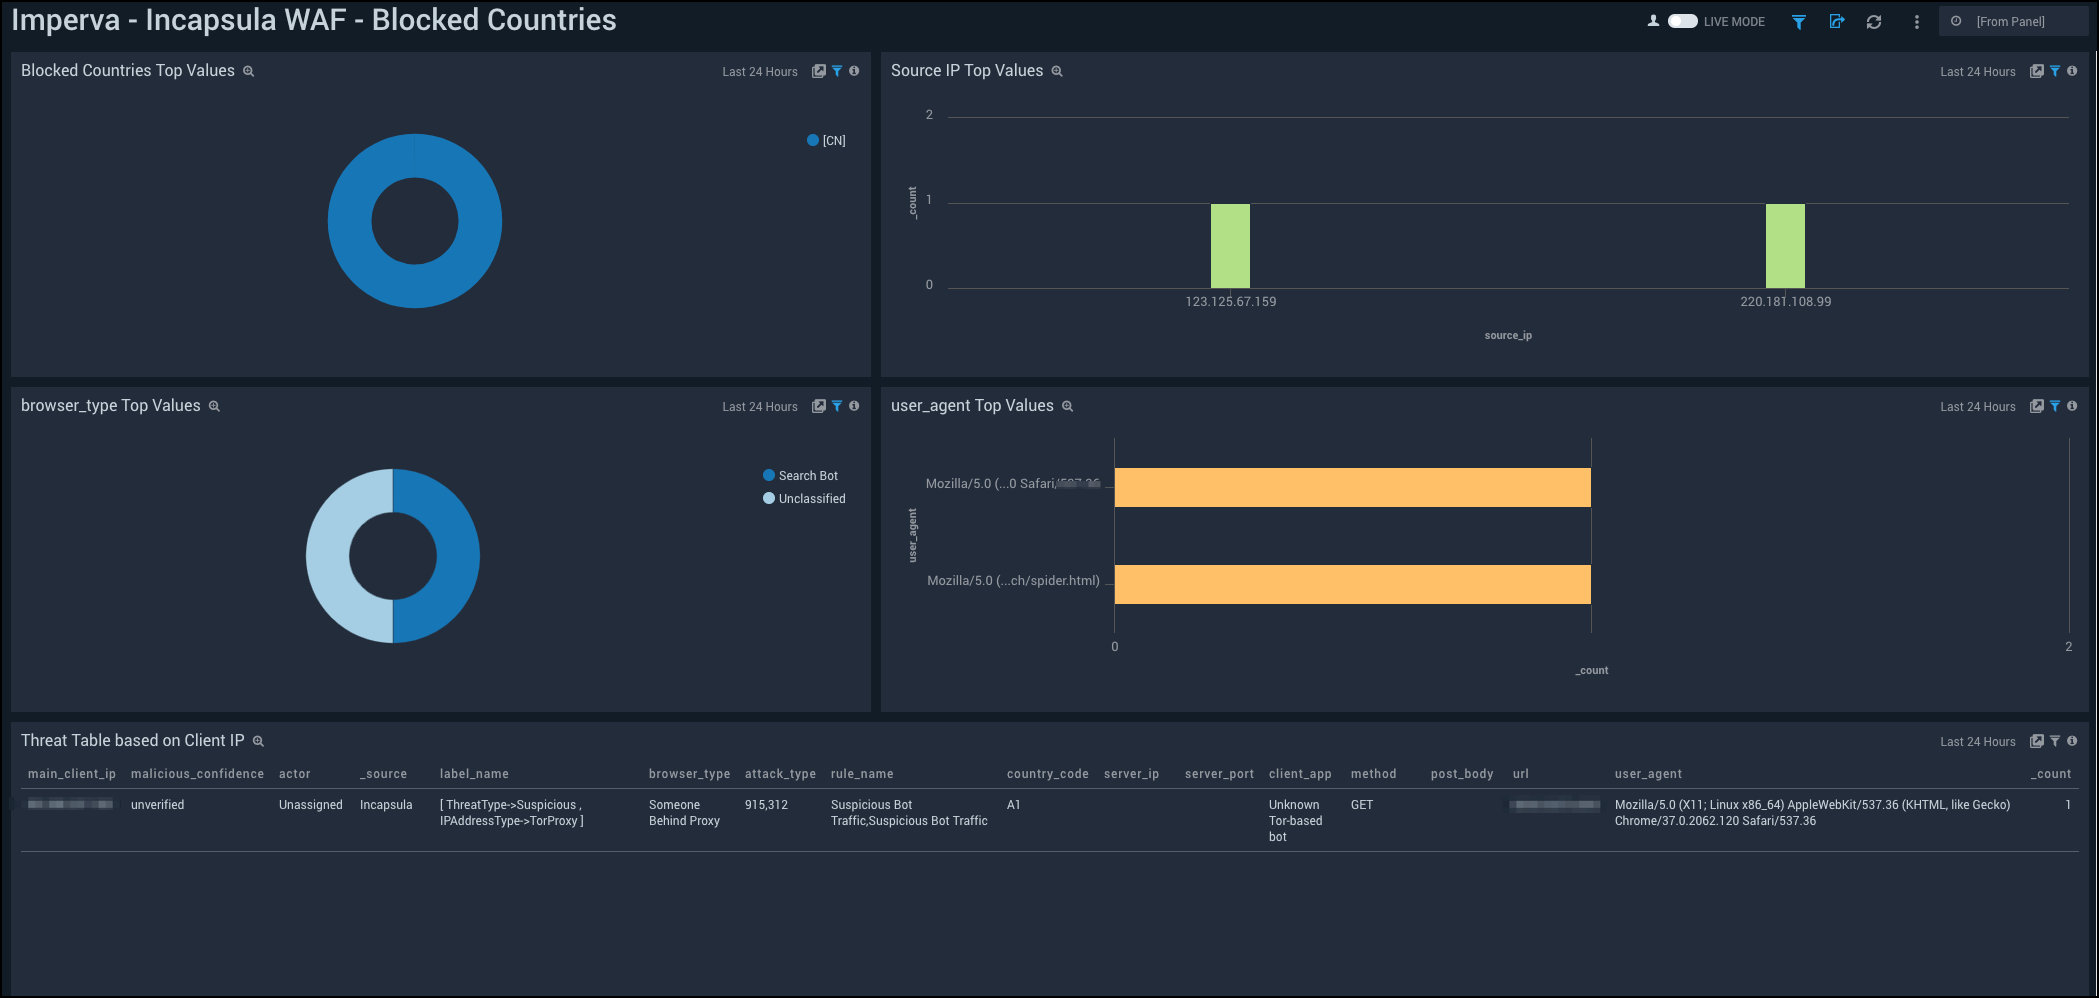 Imperva - Incapsula WAF - Blocked Countries
LIVE MODE
[From Panel]
Blocked Countries Top Values
Last 24 Hours
[CN]
Source IP Top Values
Last 24 Hours
2
1
0
_count
123.125.67.159
220.181.108.99
source_ip
browser_type Top Values
Last 24 Hours
Search Bot
Unclassified
user_agent Top Values
Last 24 Hours
user_agent
Mozilla/5.0 (...0 Safari/537.36
Mozilla/5.0 (...ch/spider.html)
0
2
_count
Threat Table based on Client IP
Last 24 Hours
main_client_ip malicious_confidence actor _source label_name browser_type attack_type rule_name country_code server_ip server_port client_app method post_body url user_agent _count
unverified Unassigned Incapsula [ ThreatType->Suspicious , Someone 915,312 Suspicious Bot A1 Unknown GET Mozilla/5.0 (X11; Linux x86_64) AppleWebKit/537.36 (KHTML, like Gecko) 1
IPAddressType->TorProxy ] Behind Proxy Traffic,Suspicious Bot Traffic Tor-based Chrome/37.0.2062.120 Safari/537.36
bot